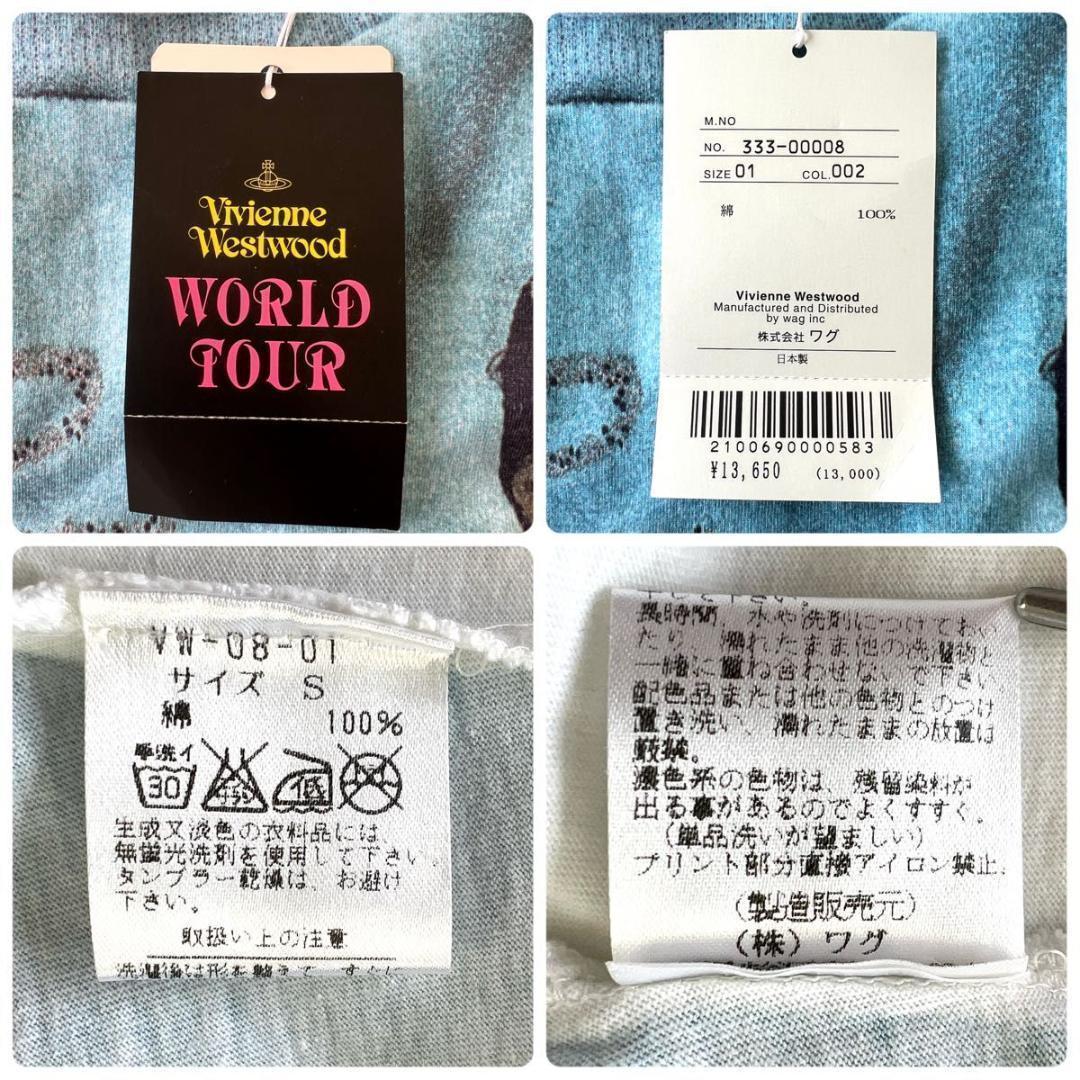 Vivienne
Westwood
WORLD
TOUR
M.NO
NO. 333-00008
SIZE 01 COL.002
綿 100%
Vivienne Westwood
Manufactured and Distributed
by wag inc
株式会社 ワグ
日本製
2100690000583
¥13,650 (13,000)
VW-08-01
サイズ S
綿 100%
手洗イ
30
低
生成又淡色の衣料品には、
無蛍光洗剤を使用して下さい。
タンブラー乾燥は、お避け
下さい。
取扱い上の注意
長時間 水や洗剤につけてお
たり 濡れたまま他の洗濯物と
一緒に重ね合わせないで下さい。
配色品または他の色物とのつけ
置き洗い、濡れたままの放置は
厳禁。
濃色系の色物は、残留染料が
出る事があるのでよくすすぐ。
(単品洗いが望ましい)
プリント部分直接アイロン禁止。
(製造販売元)
(株) ワグ